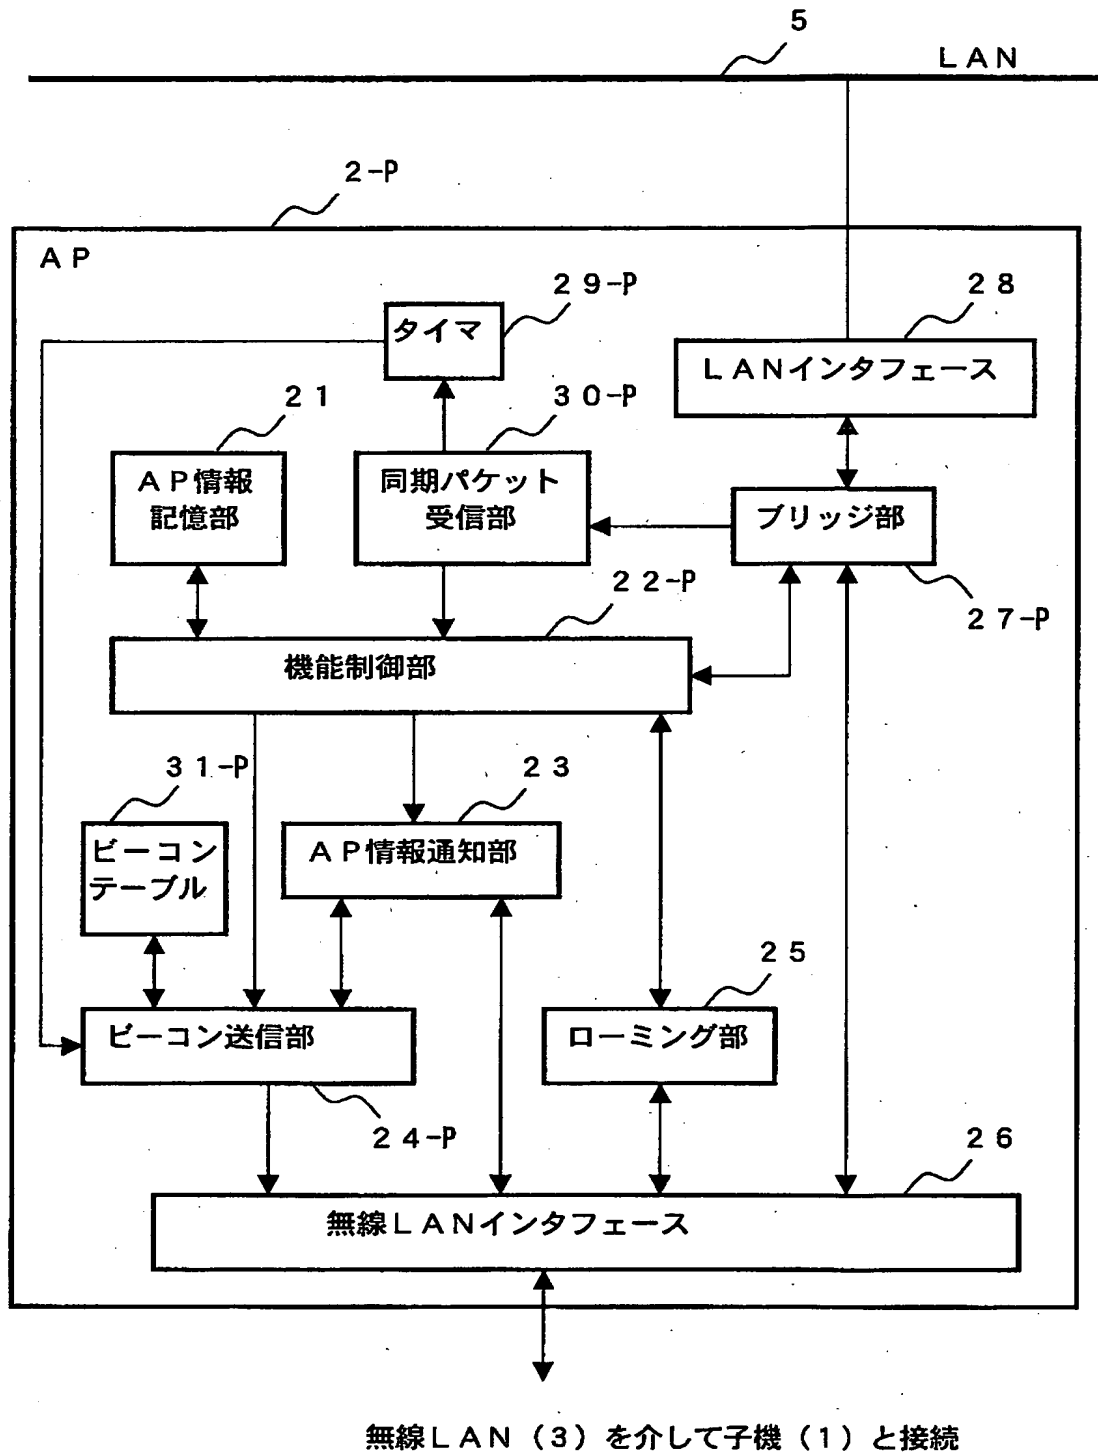 5
LAN
2-P
AP
29-P
タイマ
28
LANインタフェース
21
30-P
AP情報
記憶部
同期パケット
受信部
ブリッジ部
22-P
27-P
機能制御部
31-P
23
ビーコン
テーブル
AP情報通知部
25
ビーコン送信部
ローミング部
24-P
26
無線LANインタフェース
無線LAN（3）を介して子機（1）と接続